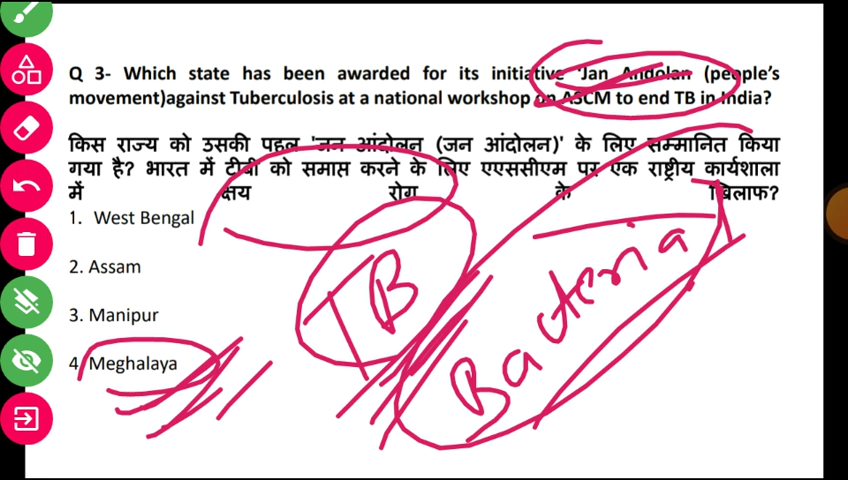 Q 3- Which state has been awarded for its initiative 'Jan Andolan (people's
movement)against Tuberculosis at a national workshop on ASCM to end TB in India?
किस राज्य को उसकी पहल 'जन आंदोलन (जन आंदोलन)' के लिए सम्मानित किया
गया है? भारत में टीबी को समाप्त करने के लिए एएससीएम पर एक राष्ट्रीय कार्यशाला
में क्षय रोग के खिलाफ?
1. West Bengal
2. Assam
3. Manipur
4. Meghalaya
TB
Bacteria